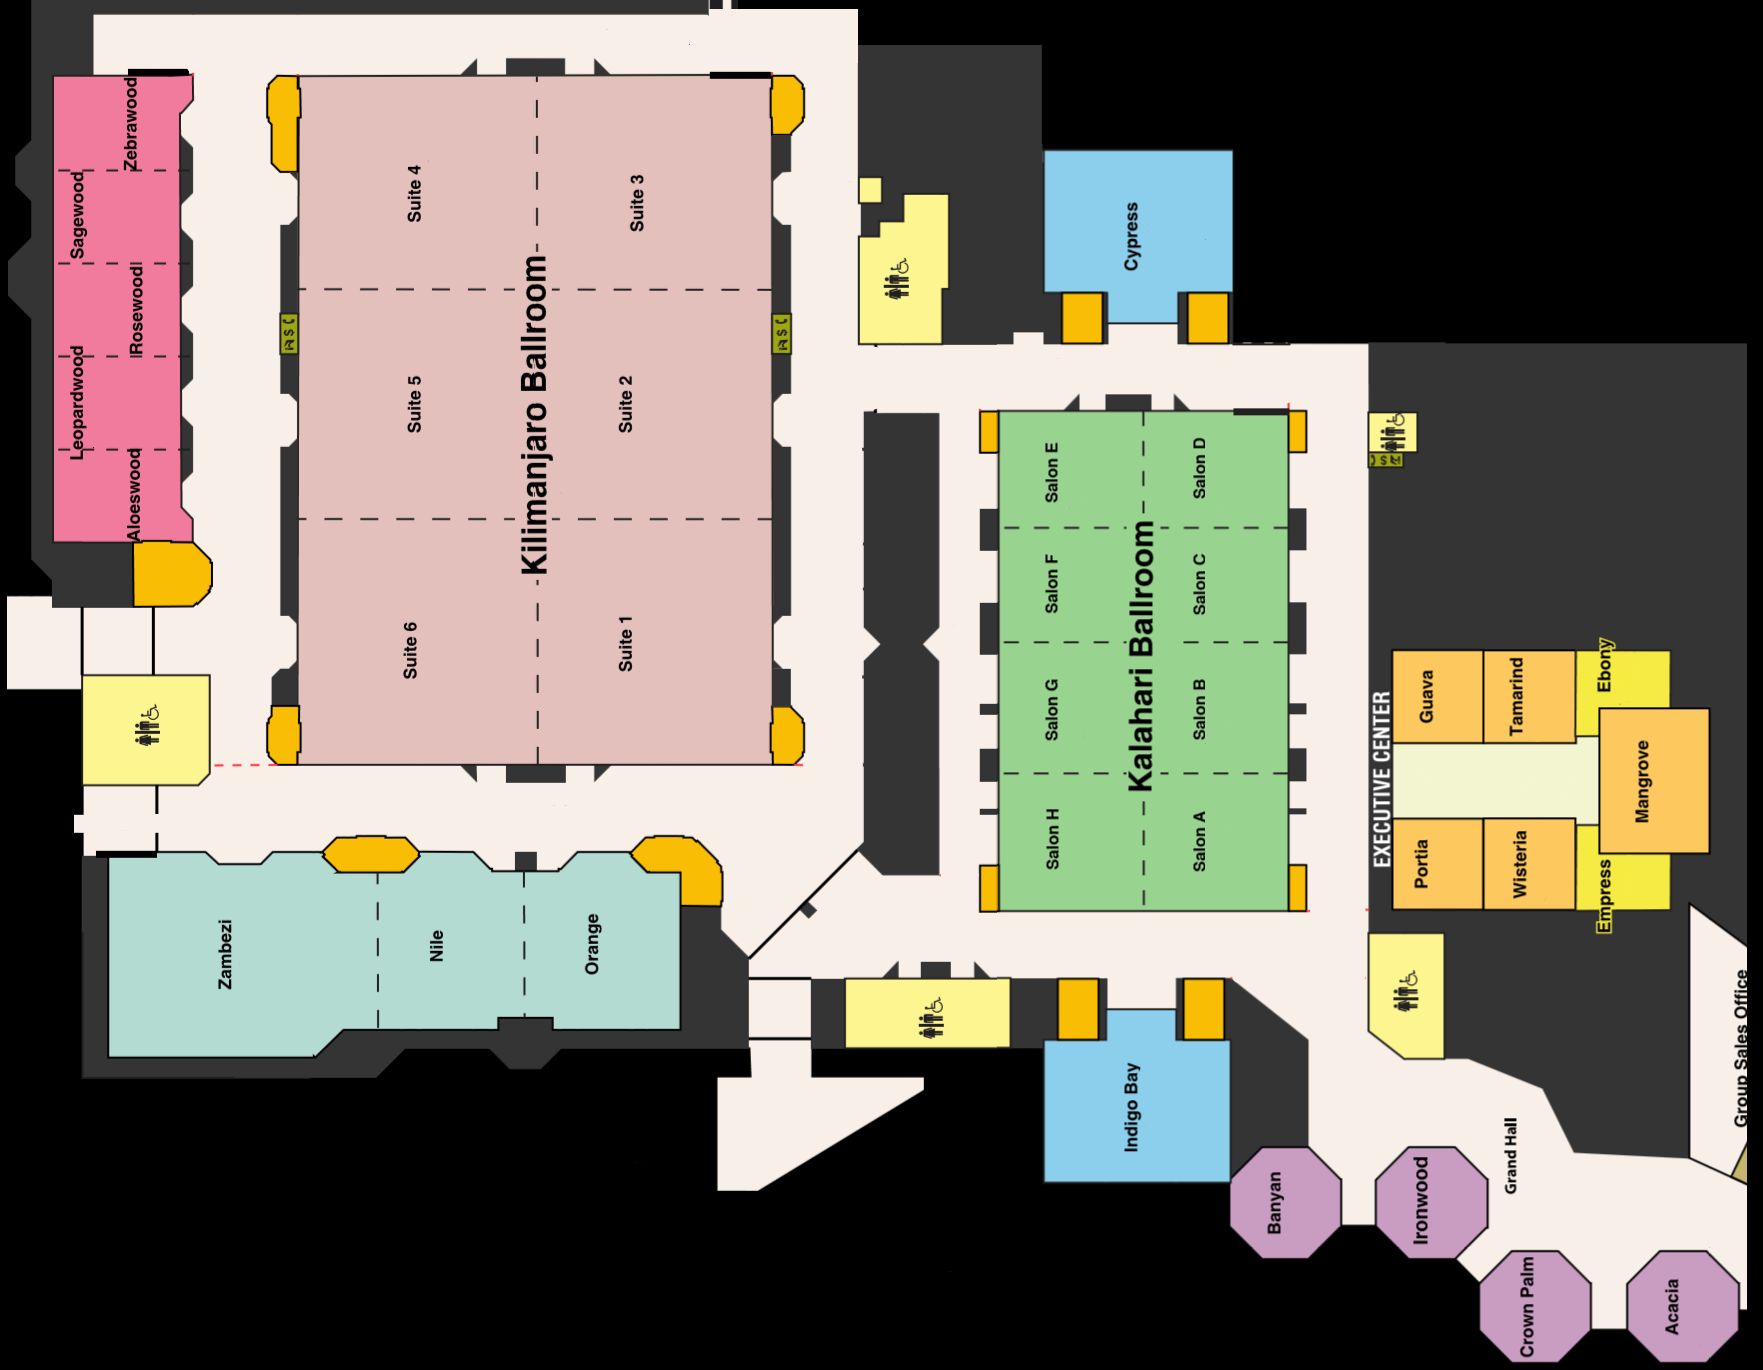 Zebrawood
Sagewood
Rosewood
Leopardwood
Aloeswood
Suite 4
Suite 3
Suite 5
Suite 2
Suite 6
Suite 1
Kilimanjaro Ballroom
$
$
Cypress
Salon E
Salon D
Salon F
Salon C
Salon G
Salon B
Salon H
Salon A
Kalahari Ballroom
$
EXECUTIVE CENTER
Guava
Tamarind
Ebony
Mangrove
Portia
Wisteria
Empress
Zambezi
Nile
Orange
Indigo Bay
Group Sales Office
Grand Hall
Banyan
Ironwood
Crown Palm
Acacia